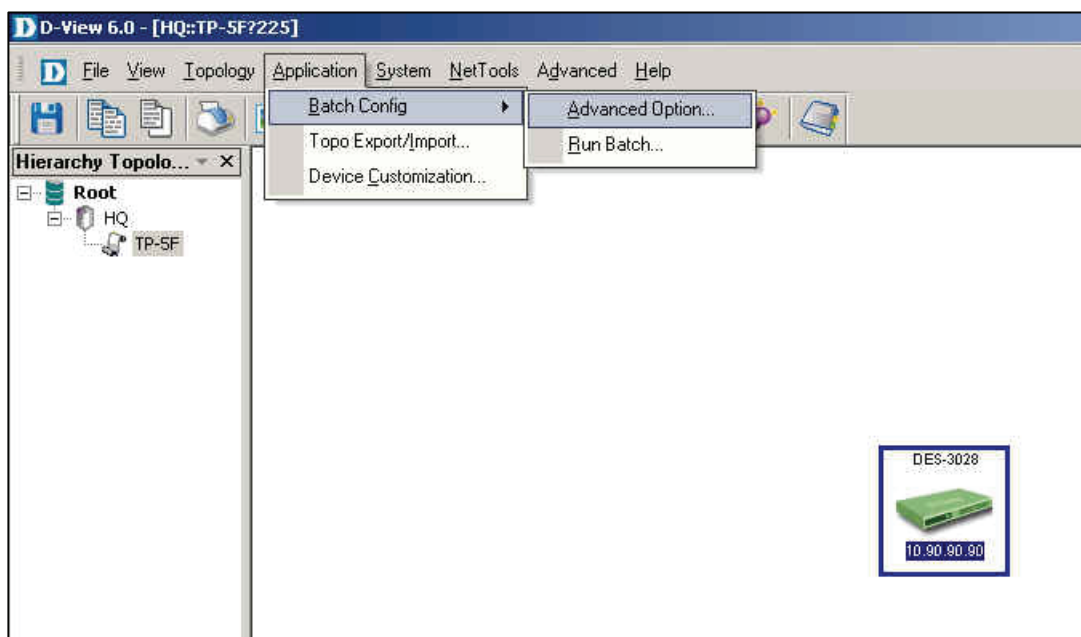 D-View 6.0 - [HQ::TP-5F?225]
File View Topology Application System NetTools Advanced Help
Batch Config
Advanced Option...
Topo Export/Import...
Run Batch...
Device Customization...
Hierarchy Topolo...
Root
HQ
TP-5F
DES-3028
10.90.90.90